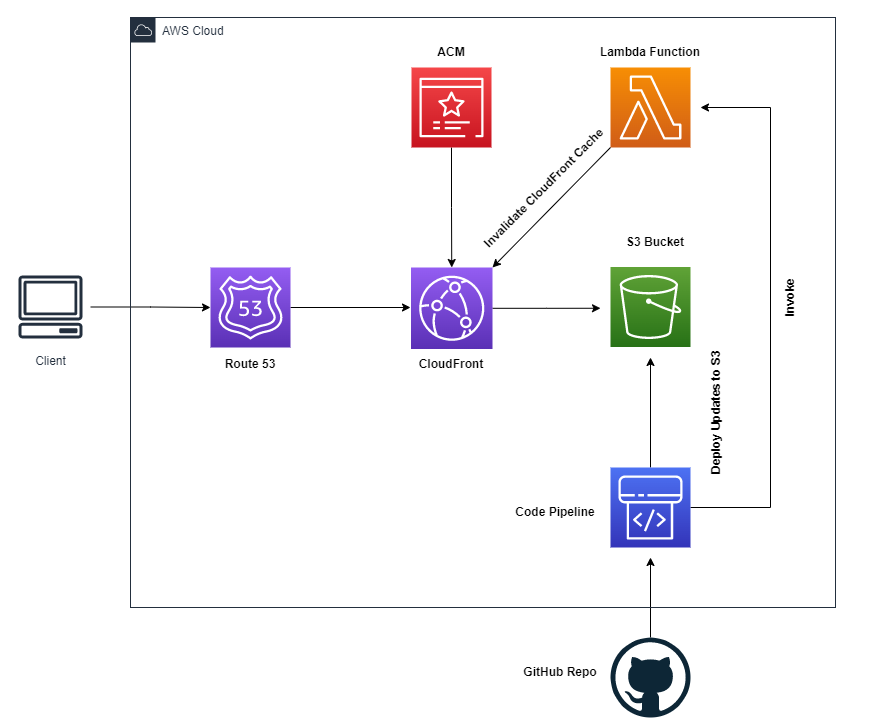 AWS Cloud
ACM
Lambda Function
Invalidate CloudFront Cache
S3 Bucket
53
Client
Route 53
CloudFront
Invoke
Deploy Updates to S3
Code Pipeline
</>
GitHub Repo